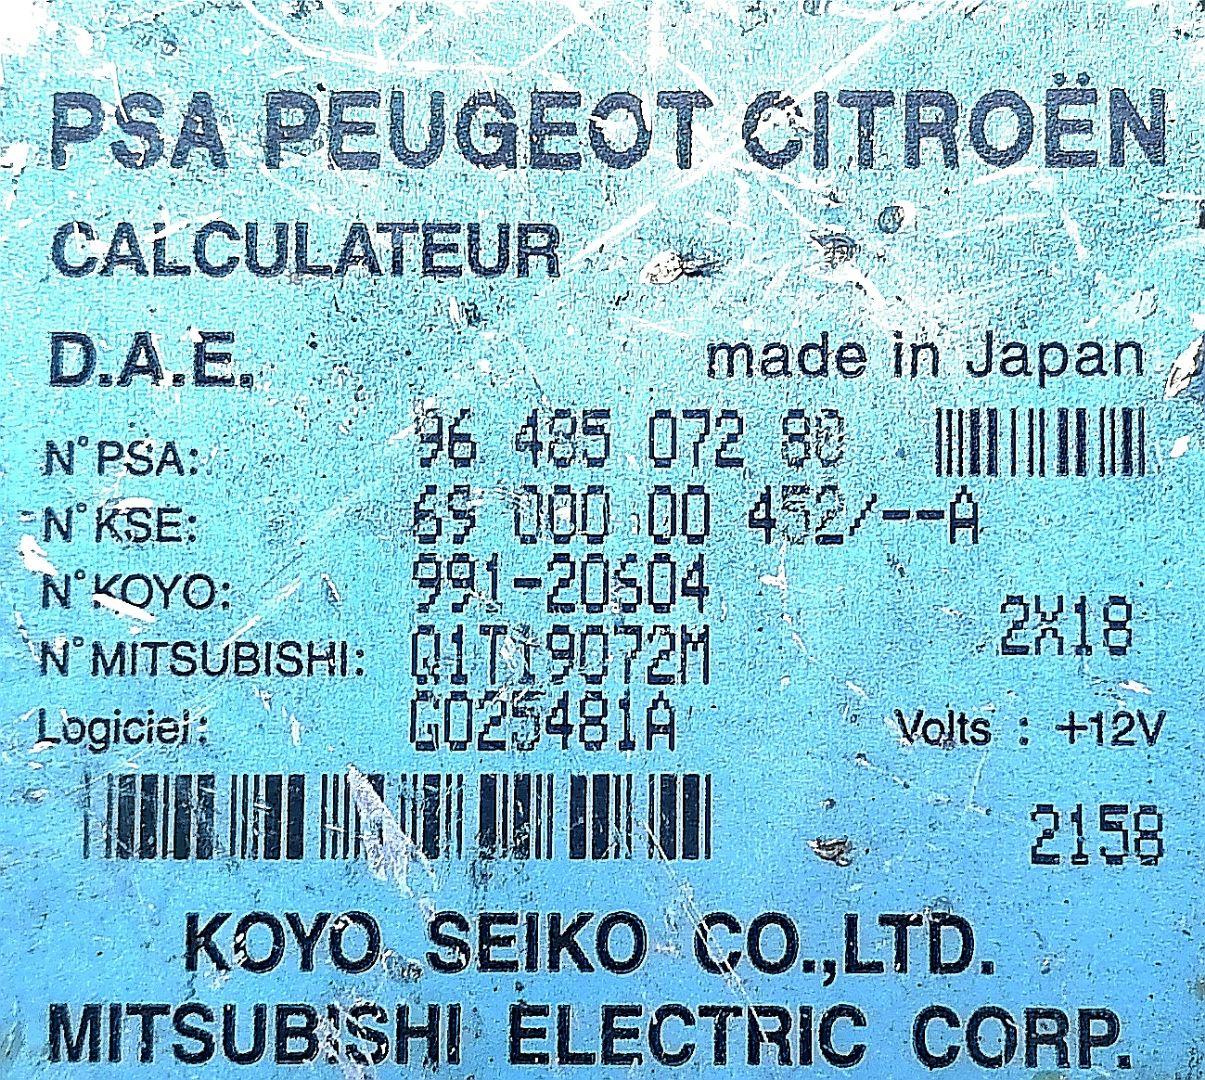 PSA PEUGEOT CITROËN
CALCULATEUR
D.A.E.
made in Japan
N° PSA: 96 485 072 80
N° KSE: 69 000 00 452/--A
N° KOYO: 991-20604
2X18
N° MITSUBISHI: Q1T19072M
Logiciel: G025481A
Volts : +12V
2158
KOYO SEIKO CO.,LTD.
MITSUBISHI ELECTRIC CORP.